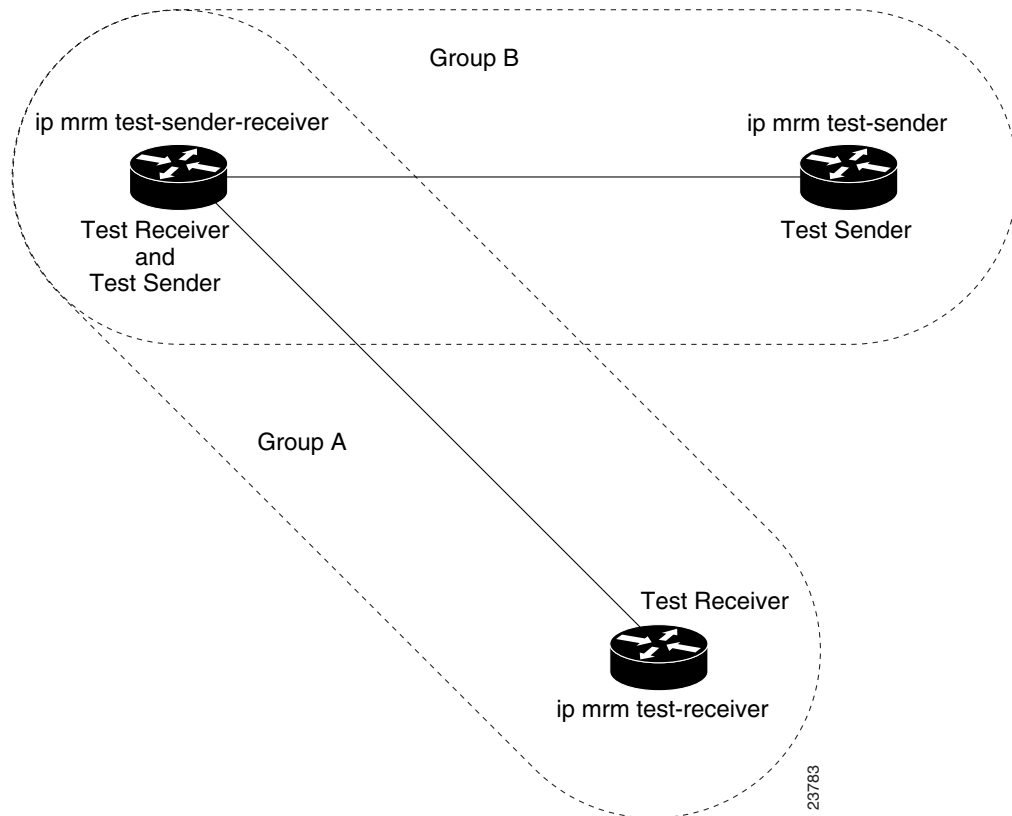 Group B
ip mrm test-sender-receiver
ip mrm test-sender
Test Receiver
and
Test Sender
Test Sender
Group A
Test Receiver
ip mrm test-receiver
23783